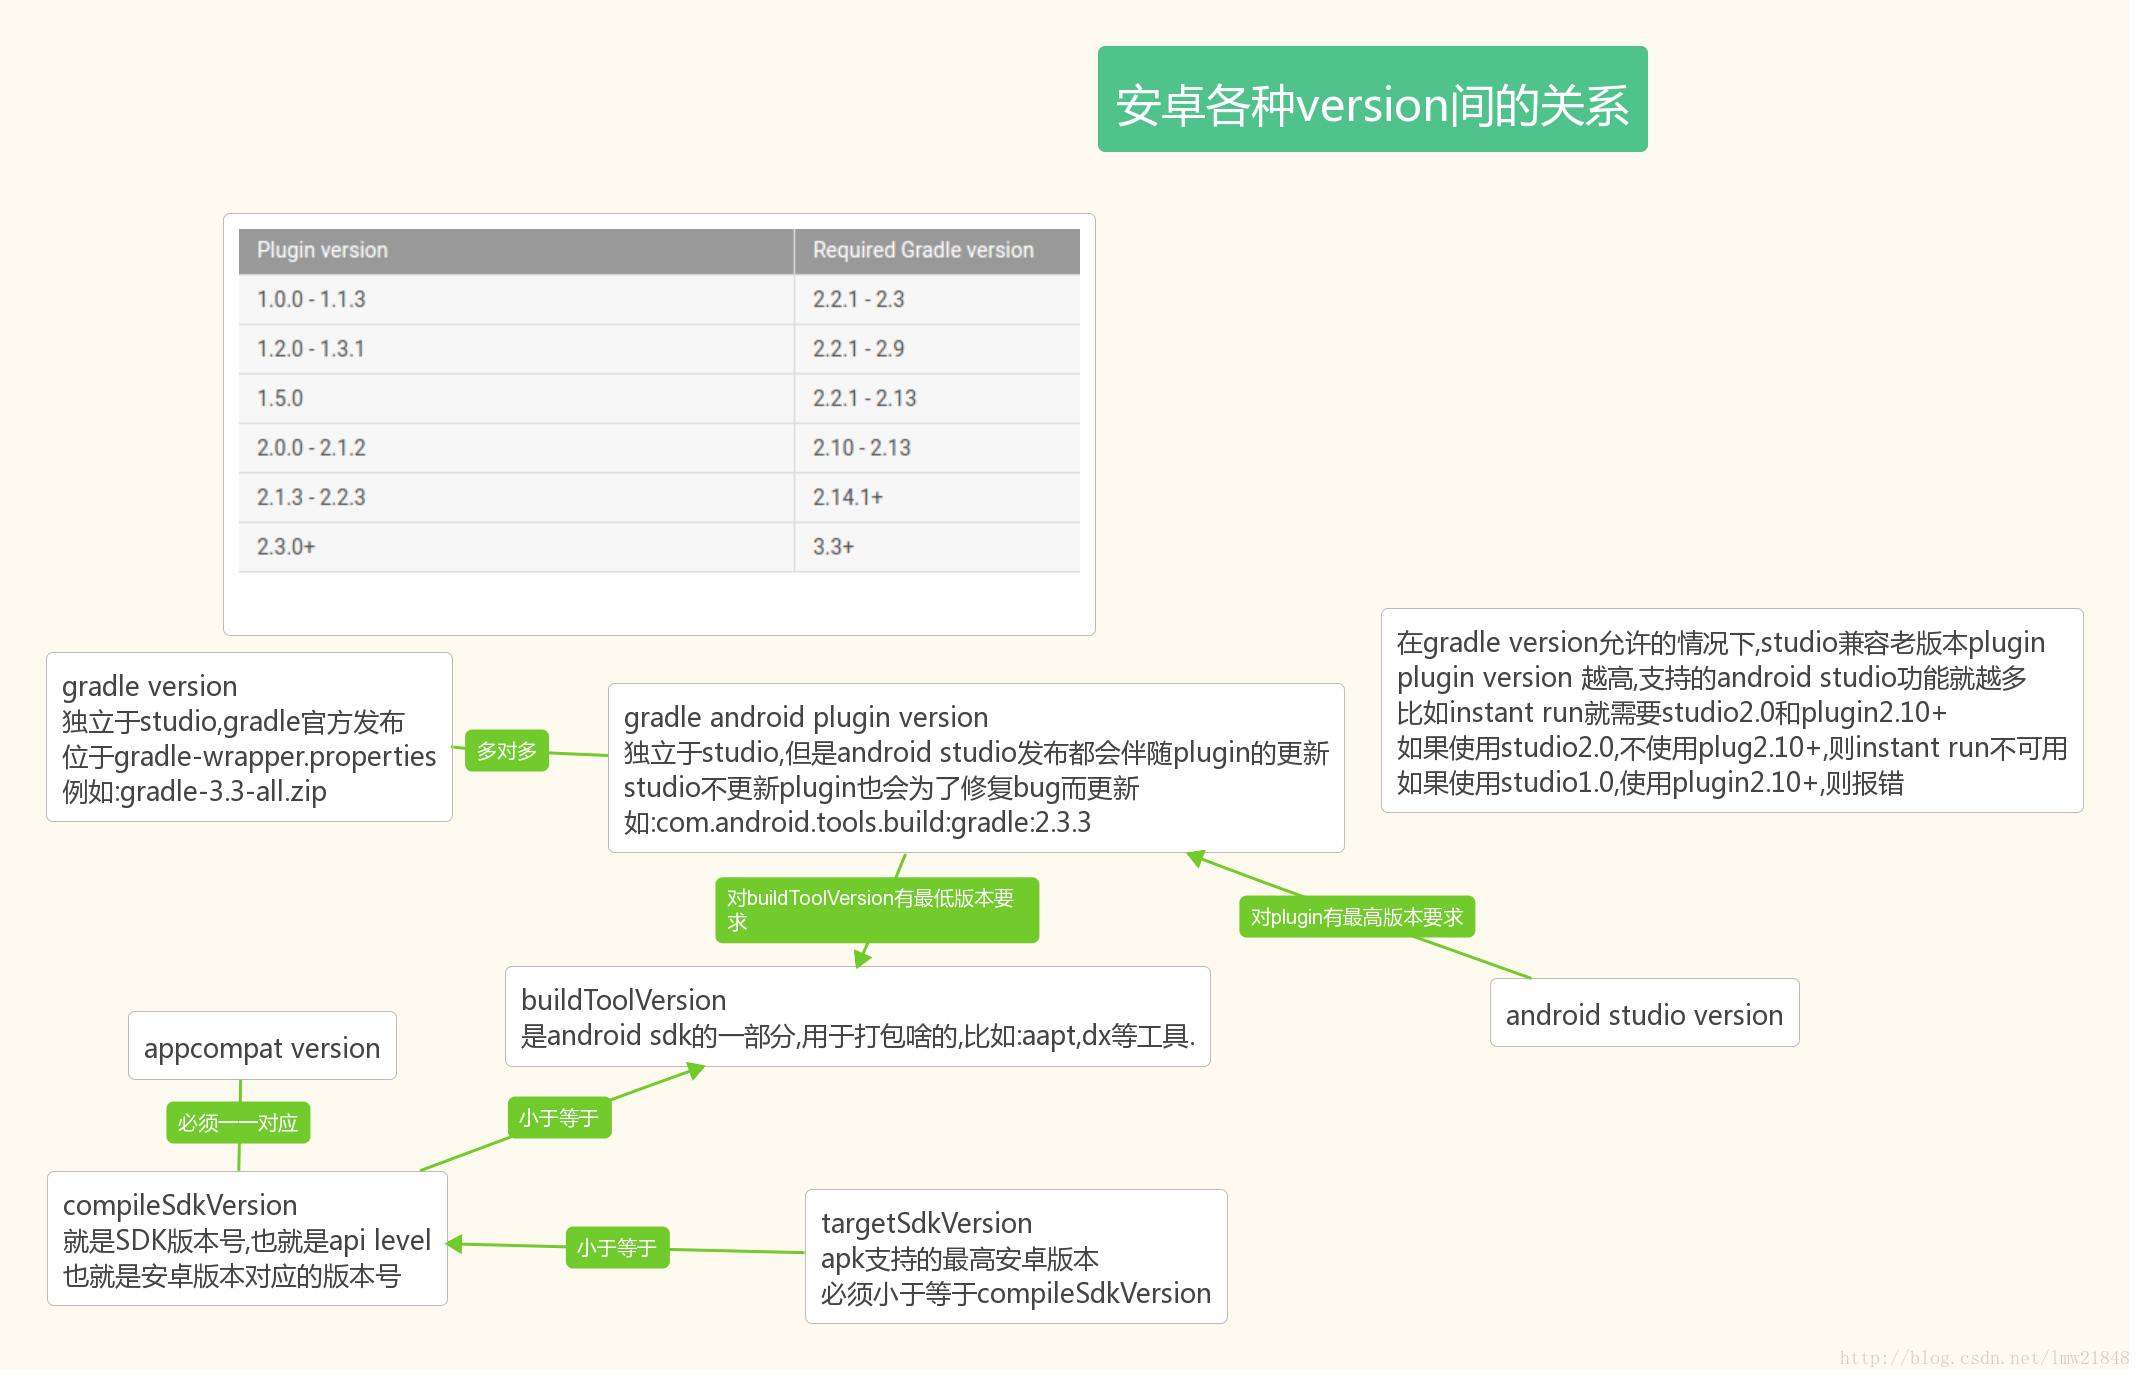 安卓各种version间的关系
Plugin version Required Gradle version
1.0.0 - 1.1.3 2.2.1 - 2.3
1.2.0 - 1.3.1 2.2.1 - 2.9
1.5.0 2.2.1 - 2.13
2.0.0 - 2.1.2 2.10 - 2.13
2.1.3 - 2.2.3 2.14.1+
2.3.0+ 3.3+
在gradle version允许的情况下,studio兼容老版本plugin
plugin version 越高,支持的android studio功能就越多
比如instant run就需要studio2.0和plugin2.10+
如果使用studio2.0,不使用plug2.10+,则instant run不可用
如果使用studio1.0,使用plugin2.10+,则报错
gradle version
独立于studio,gradle官方发布
位于gradle-wrapper.properties
例如:gradle-3.3-all.zip
多对多
gradle android plugin version
独立于studio,但是android studio发布都会伴随plugin的更新
studio不更新plugin也会为了修复bug而更新
如:com.android.tools.build:gradle:2.3.3
对buildToolVersion有最低版本要
求
对plugin有最高版本要求
buildToolVersion
是android sdk的一部分,用于打包啥的,比如:aapt,dx等工具.
android studio version
appcompat version
必须一一对应
小于等于
compileSdkVersion
就是SDK版本号,也就是api level
也就是安卓版本对应的版本号
小于等于
targetSdkVersion
apk支持的最高安卓版本
必须小于等于compileSdkVersion
http://blog.csdn.net/lmw21848